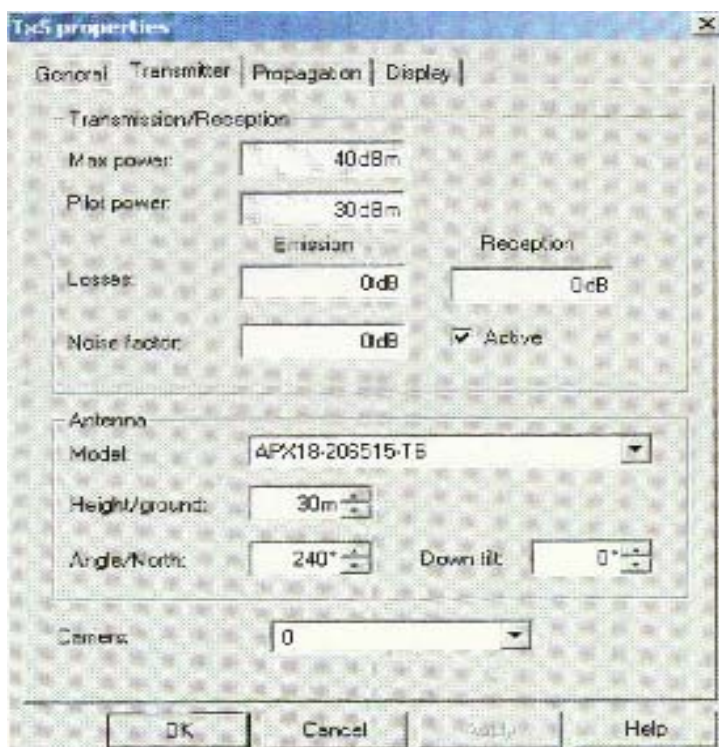 Tx5 properties
General Transmitter Propagation Display
Transmission/Reception
Max power: 40dBm
Pilot power: 30dBm
Emission Reception
Losses: 0dB 0dB
Noise factor: 0dB Active
Antenna
Model: APX18-206515-T6
Height/ground: 30m
Angle/North: 240° Down tilt: 0°
0
OK Cancel Apply Help